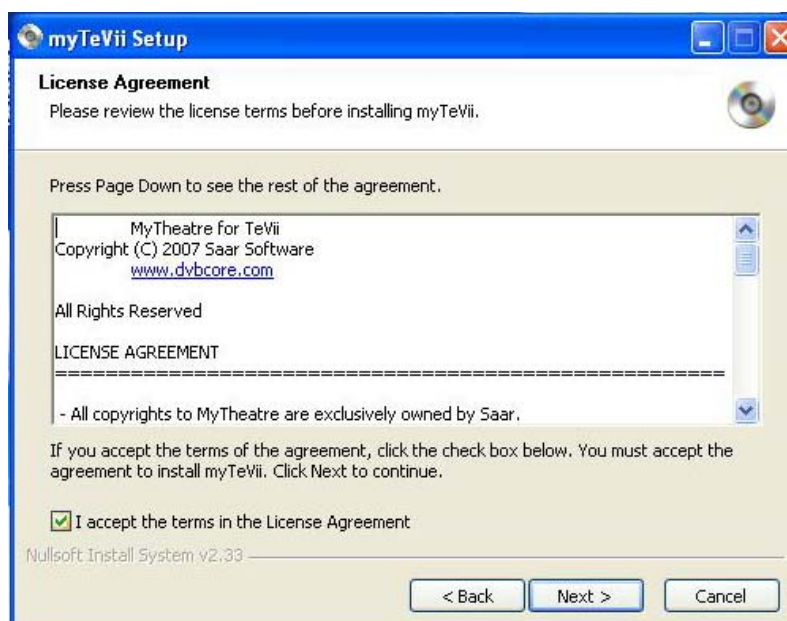 myTeVii Setup
License Agreement
Please review the license terms before installing myTeVii.
Press Page Down to see the rest of the agreement.
MyTheatre for TeVii
Copyright (C) 2007 Saar Software
www.dvbcore.com
All Rights Reserved
LICENSE AGREEMENT
=====================================================
- All copyrights to MyTheatre are exclusively owned by Saar.
If you accept the terms of the agreement, click the check box below. You must accept the
agreement to install myTeVii. Click Next to continue.
I accept the terms in the License Agreement
Nullsoft Install System v2.33
< Back Next > Cancel